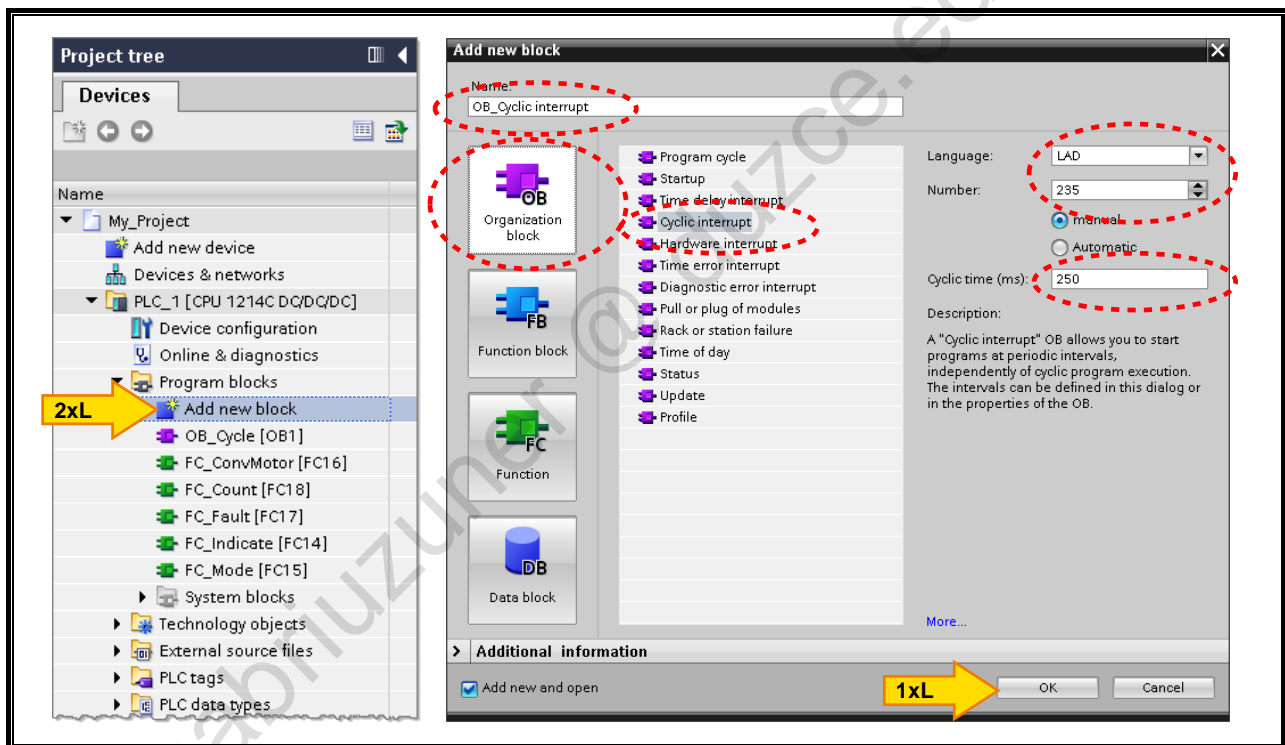 Project tree
Devices
Name
My_Project
Add new device
Devices & networks
PLC_1 [CPU 1214C DC/DC/DC]
Device configuration
Online & diagnostics
Program blocks
2xL
Add new block
OB_Cycle [OB1]
FC_ConvMotor [FC16]
FC_Count [FC18]
FC_Fault [FC17]
FC_Indicate [FC14]
FC_Mode [FC15]
System blocks
Technology objects
External source files
PLC tags
PLC data types
Add new block
Name:
OB_Cyclic interrupt
OB
Organization
block
FB
Function block
FC
Function
DB
Data block
Program cycle
Startup
Time delay interrupt
Cyclic interrupt
Hardware interrupt
Time error interrupt
Diagnostic error interrupt
Pull or plug of modules
Rack or station failure
Time of day
Status
Update
Profile
Language: LAD
Number: 235
manual
Automatic
Cyclic time (ms): 250
Description:
A "Cyclic interrupt" OB allows you to start
programs at periodic intervals,
independently of cyclic program execution.
The intervals can be defined in this dialog or
in the properties of the OB.
More...
Additional information
Add new and open
1xL
OK
Cancel
abriuzuner @ duzce.ed